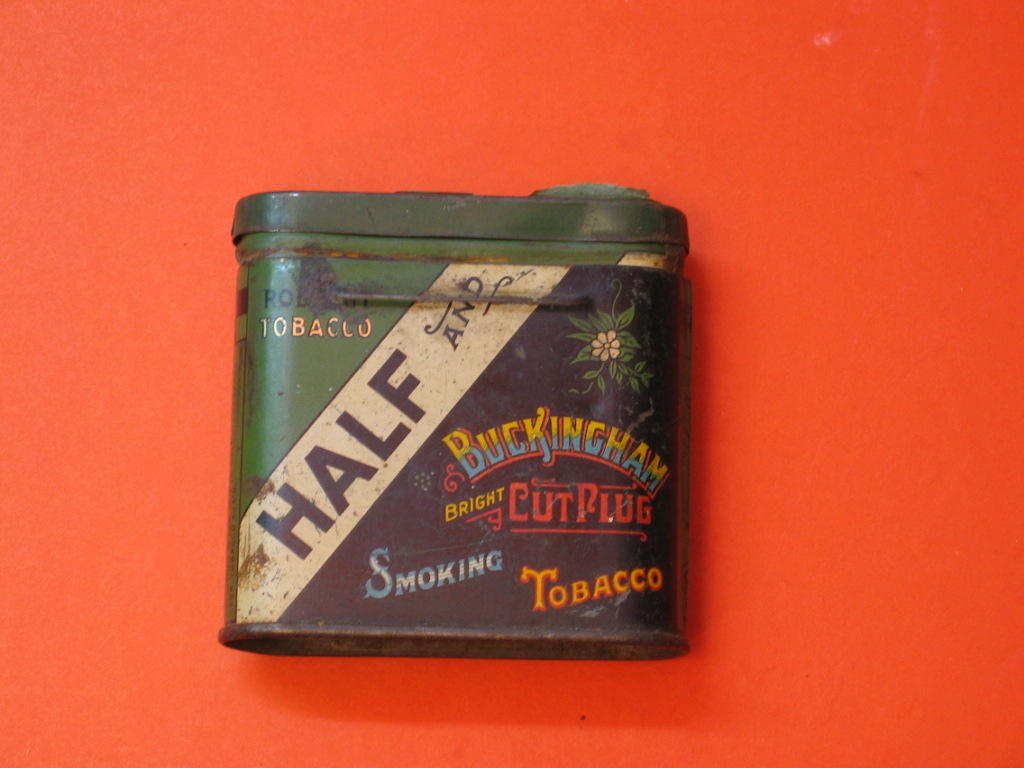 TOBACCO
HALF AND
BUCKINGHAM
BRIGHT CUT PLUG
SMOKING TOBACCO